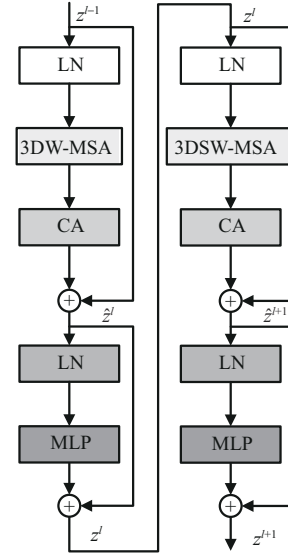 z^{l-1}
LN
3DW-MSA
CA
+
ẑ^l
LN
MLP
+
z^l
z^l
LN
3DSW-MSA
CA
+
ẑ^{l+1}
LN
MLP
+
z^{l+1}